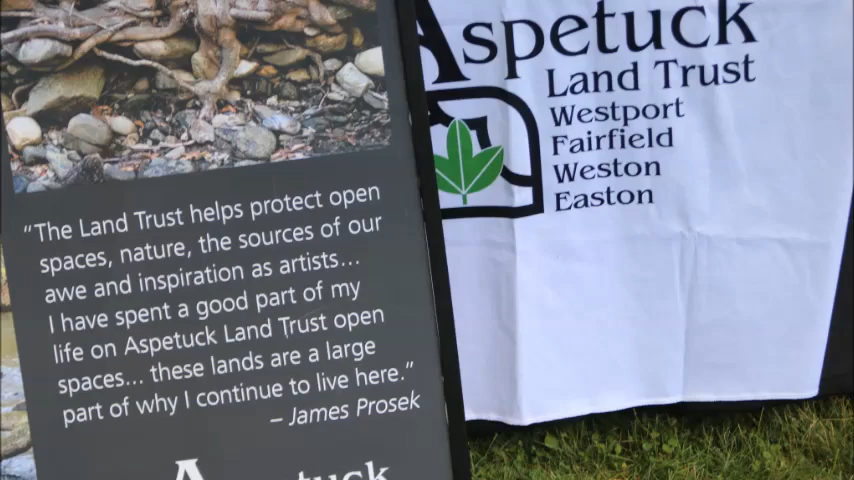 “The Land Trust helps protect open
spaces, nature, the sources of our
awe and inspiration as artists...
I have spent a good part of my
life on Aspetuck Land Trust open
spaces... these lands are a large
part of why I continue to live here.”
– James Prosek
Aspetuck
Aspetuck
Land Trust
Westport
Fairfield
Weston
Easton